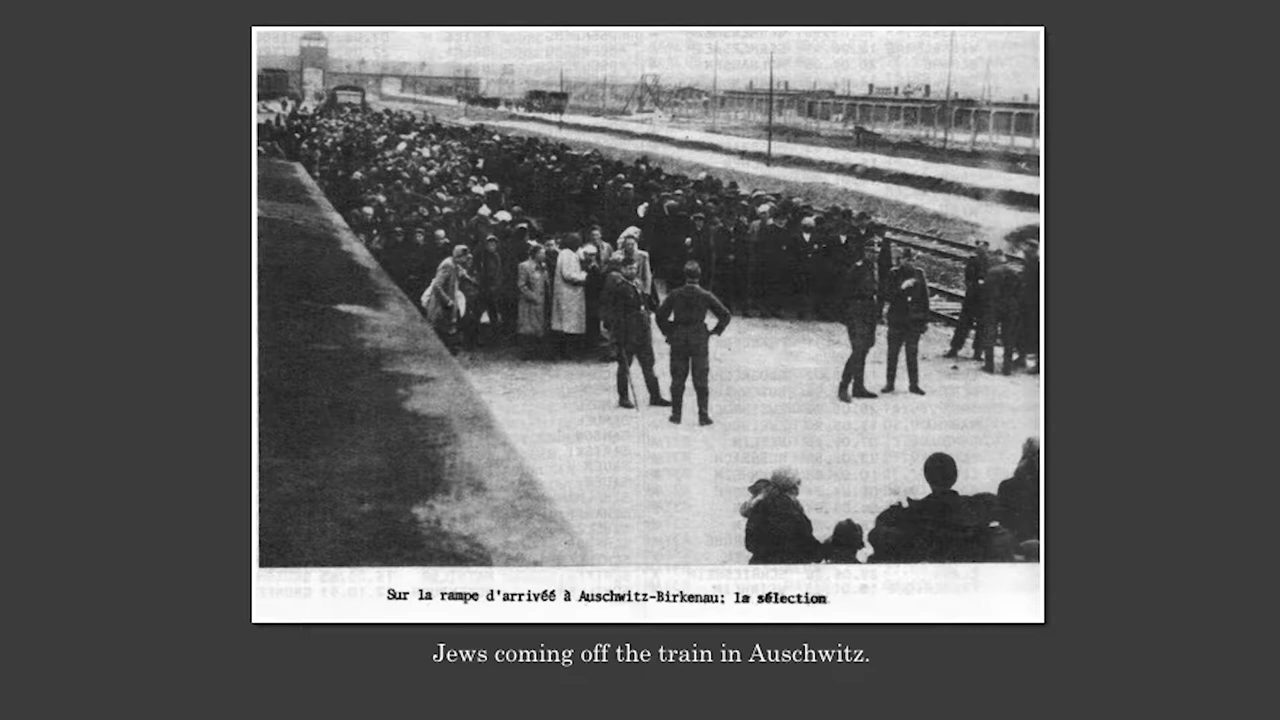 Sur la rampe d'arrivéé à Auschwitz-Birkenau: la sélection
Jews coming off the train in Auschwitz.